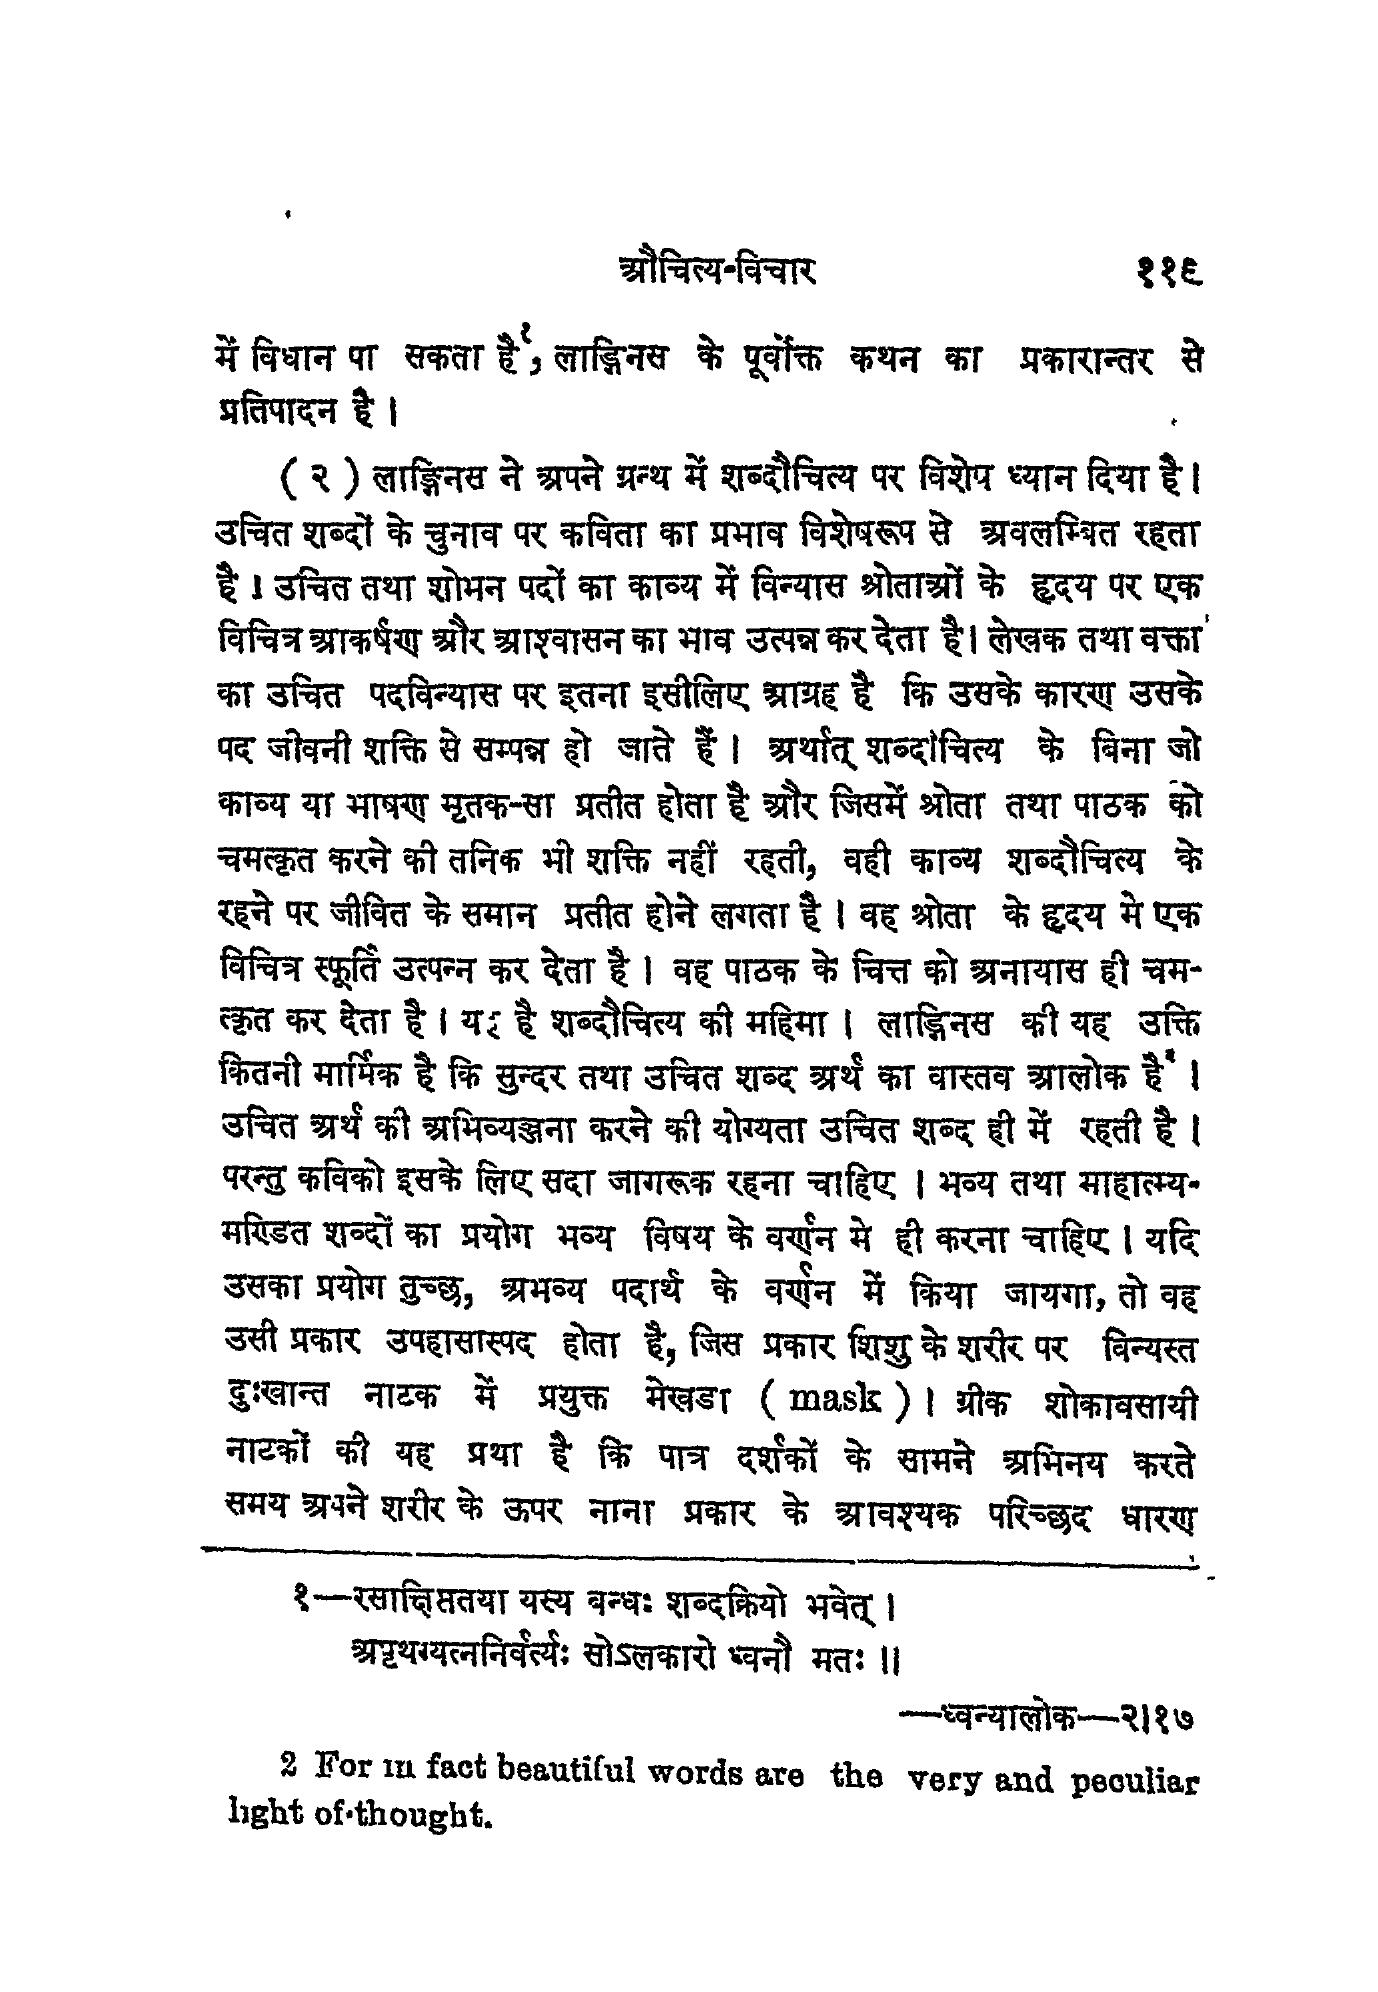 औचित्य-विचार ११९
में विधान पा सकता है१, लाङ्गिनस के पूर्वोक्त कथन का प्रकारान्तर से
प्रतिपादन है ।
( २ ) लाङ्गिनस ने अपने ग्रन्थ में शब्दौचित्य पर विशेप ध्यान दिया है ।
उचित शब्दों के चुनाव पर कविता का प्रभाव विशेषरूप से अवलम्बित रहता
है । उचित तथा शोभन पदों का काव्य में विन्यास श्रोताओं के हृदय पर एक
विचित्र आकर्षण और आश्वासन का भाव उत्पन्न कर देता है। लेखक तथा वक्ता
का उचित पदविन्यास पर इतना इसीलिए आग्रह है कि उसके कारण उसके
पद जीवनी शक्ति से सम्पन्न हो जाते हैं । अर्थात् शब्दौचित्य के बिना जो
काव्य या भाषण मृतक-सा प्रतीत होता है और जिसमें श्रोता तथा पाठक को
चमत्कृत करने की तनिक भी शक्ति नहीं रहती, वही काव्य शब्दौचित्य के
रहने पर जीवित के समान प्रतीत होने लगता है । वह श्रोता के हृदय मे एक
विचित्र स्फूर्ति उत्पन्न कर देता है । वह पाठक के चित्त को अनायास ही चम-
त्कृत कर देता है । यह है शब्दौचित्य की महिमा । लाङ्गिनस की यह उक्ति
कितनी मार्मिक है कि सुन्दर तथा उचित शब्द अर्थ का वास्तव आलोक है२ ।
उचित अर्थ की अभिव्यञ्जना करने की योग्यता उचित शब्द ही में रहती है ।
परन्तु कविको इसके लिए सदा जागरूक रहना चाहिए । भव्य तथा माहात्म्य-
मण्डित शब्दों का प्रयोग भव्य विषय के वर्णन मे ही करना चाहिए । यदि
उसका प्रयोग तुच्छ, अभव्य पदार्थ के वर्णन में किया जायगा, तो वह
उसी प्रकार उपहासास्पद होता है, जिस प्रकार शिशु के शरीर पर विन्यस्त
दुःखान्त नाटक में प्रयुक्त मेखडा ( mask ) । ग्रीक शोकावसायी
नाटकों की यह प्रथा है कि पात्र दर्शकों के सामने अभिनय करते
समय अपने शरीर के ऊपर नाना प्रकार के आवश्यक परिच्छद धारण
१—रसाक्षिप्ततया यस्य बन्धः शब्दक्रियो भवेत् ।
अपृथग्यत्ननिर्वर्त्यः सोऽलकारो ध्वनौ मतः ॥
—ध्वन्यालोक—२।१७
2 For in fact beautiful words are the very and peculiar
light of thought.